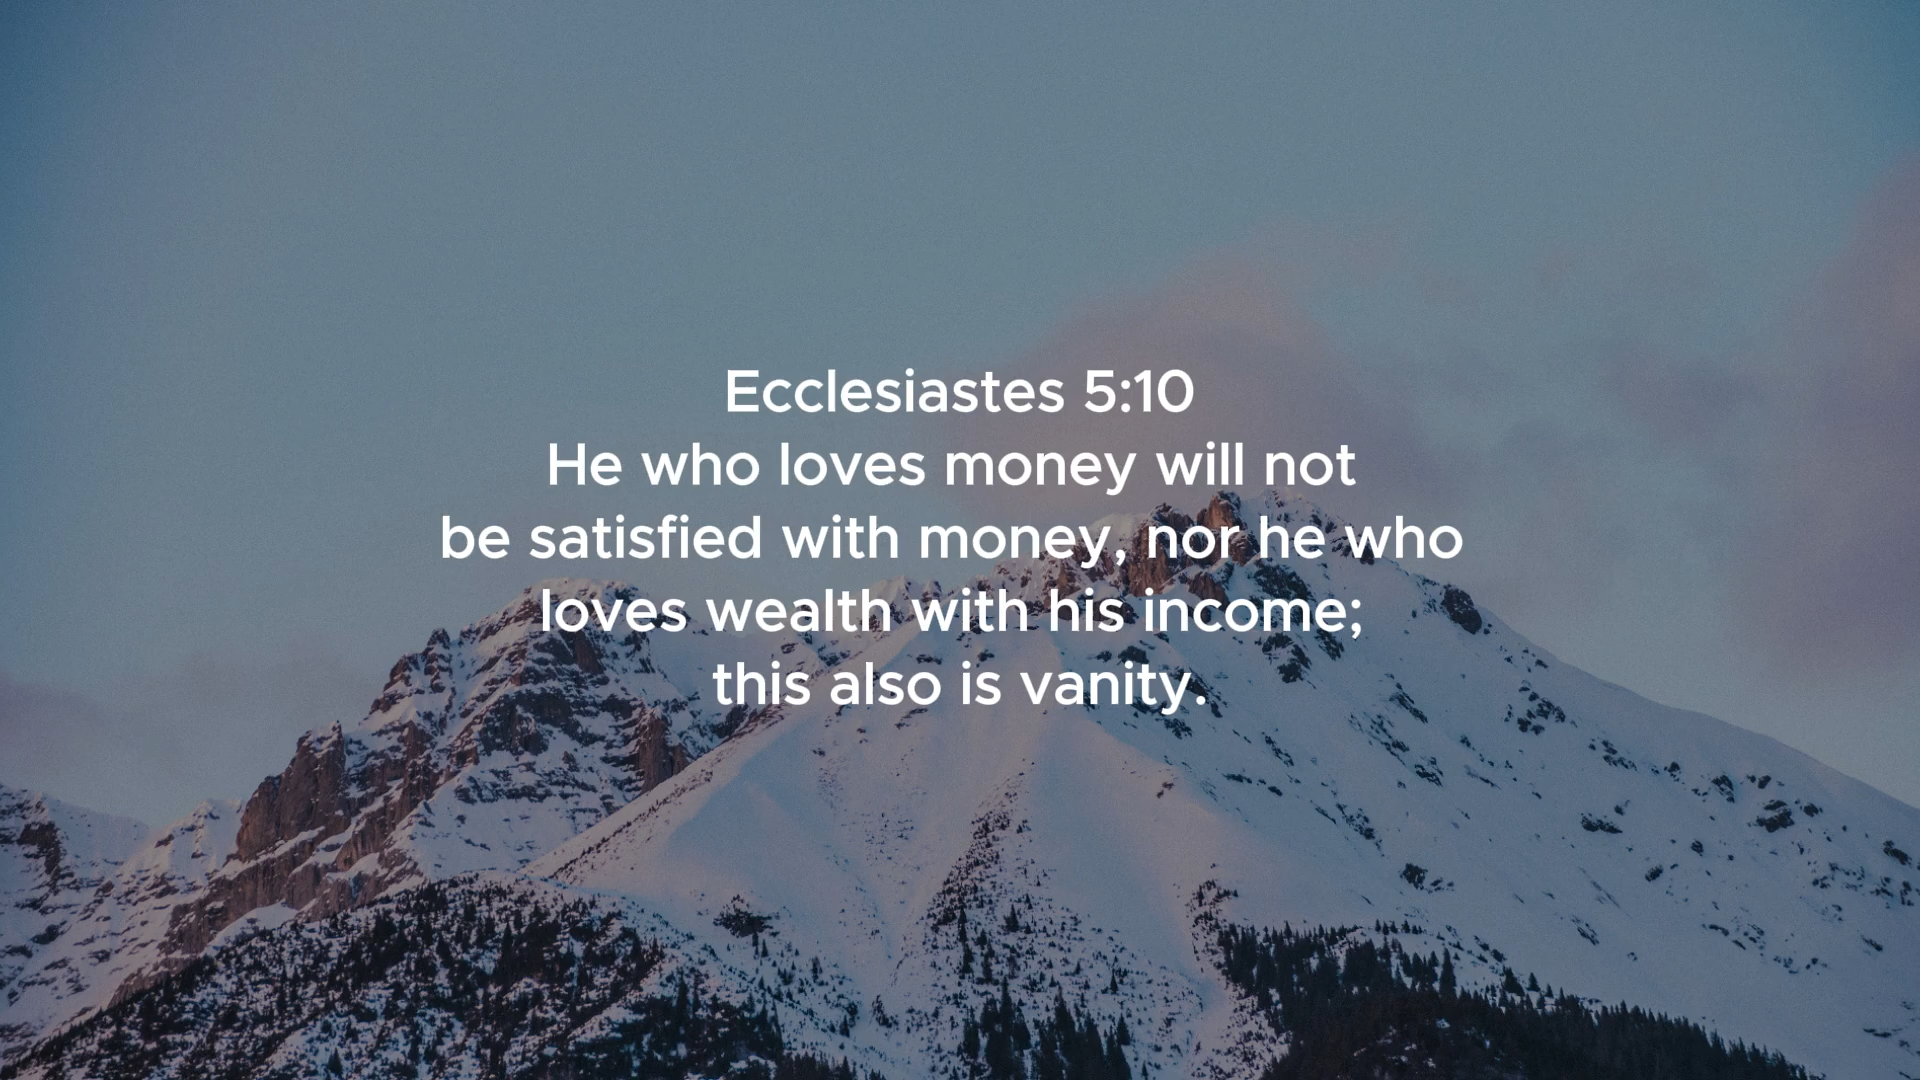 Ecclesiastes 5:10
He who loves money will not
be satisfied with money, nor he who
loves wealth with his income;
this also is vanity.